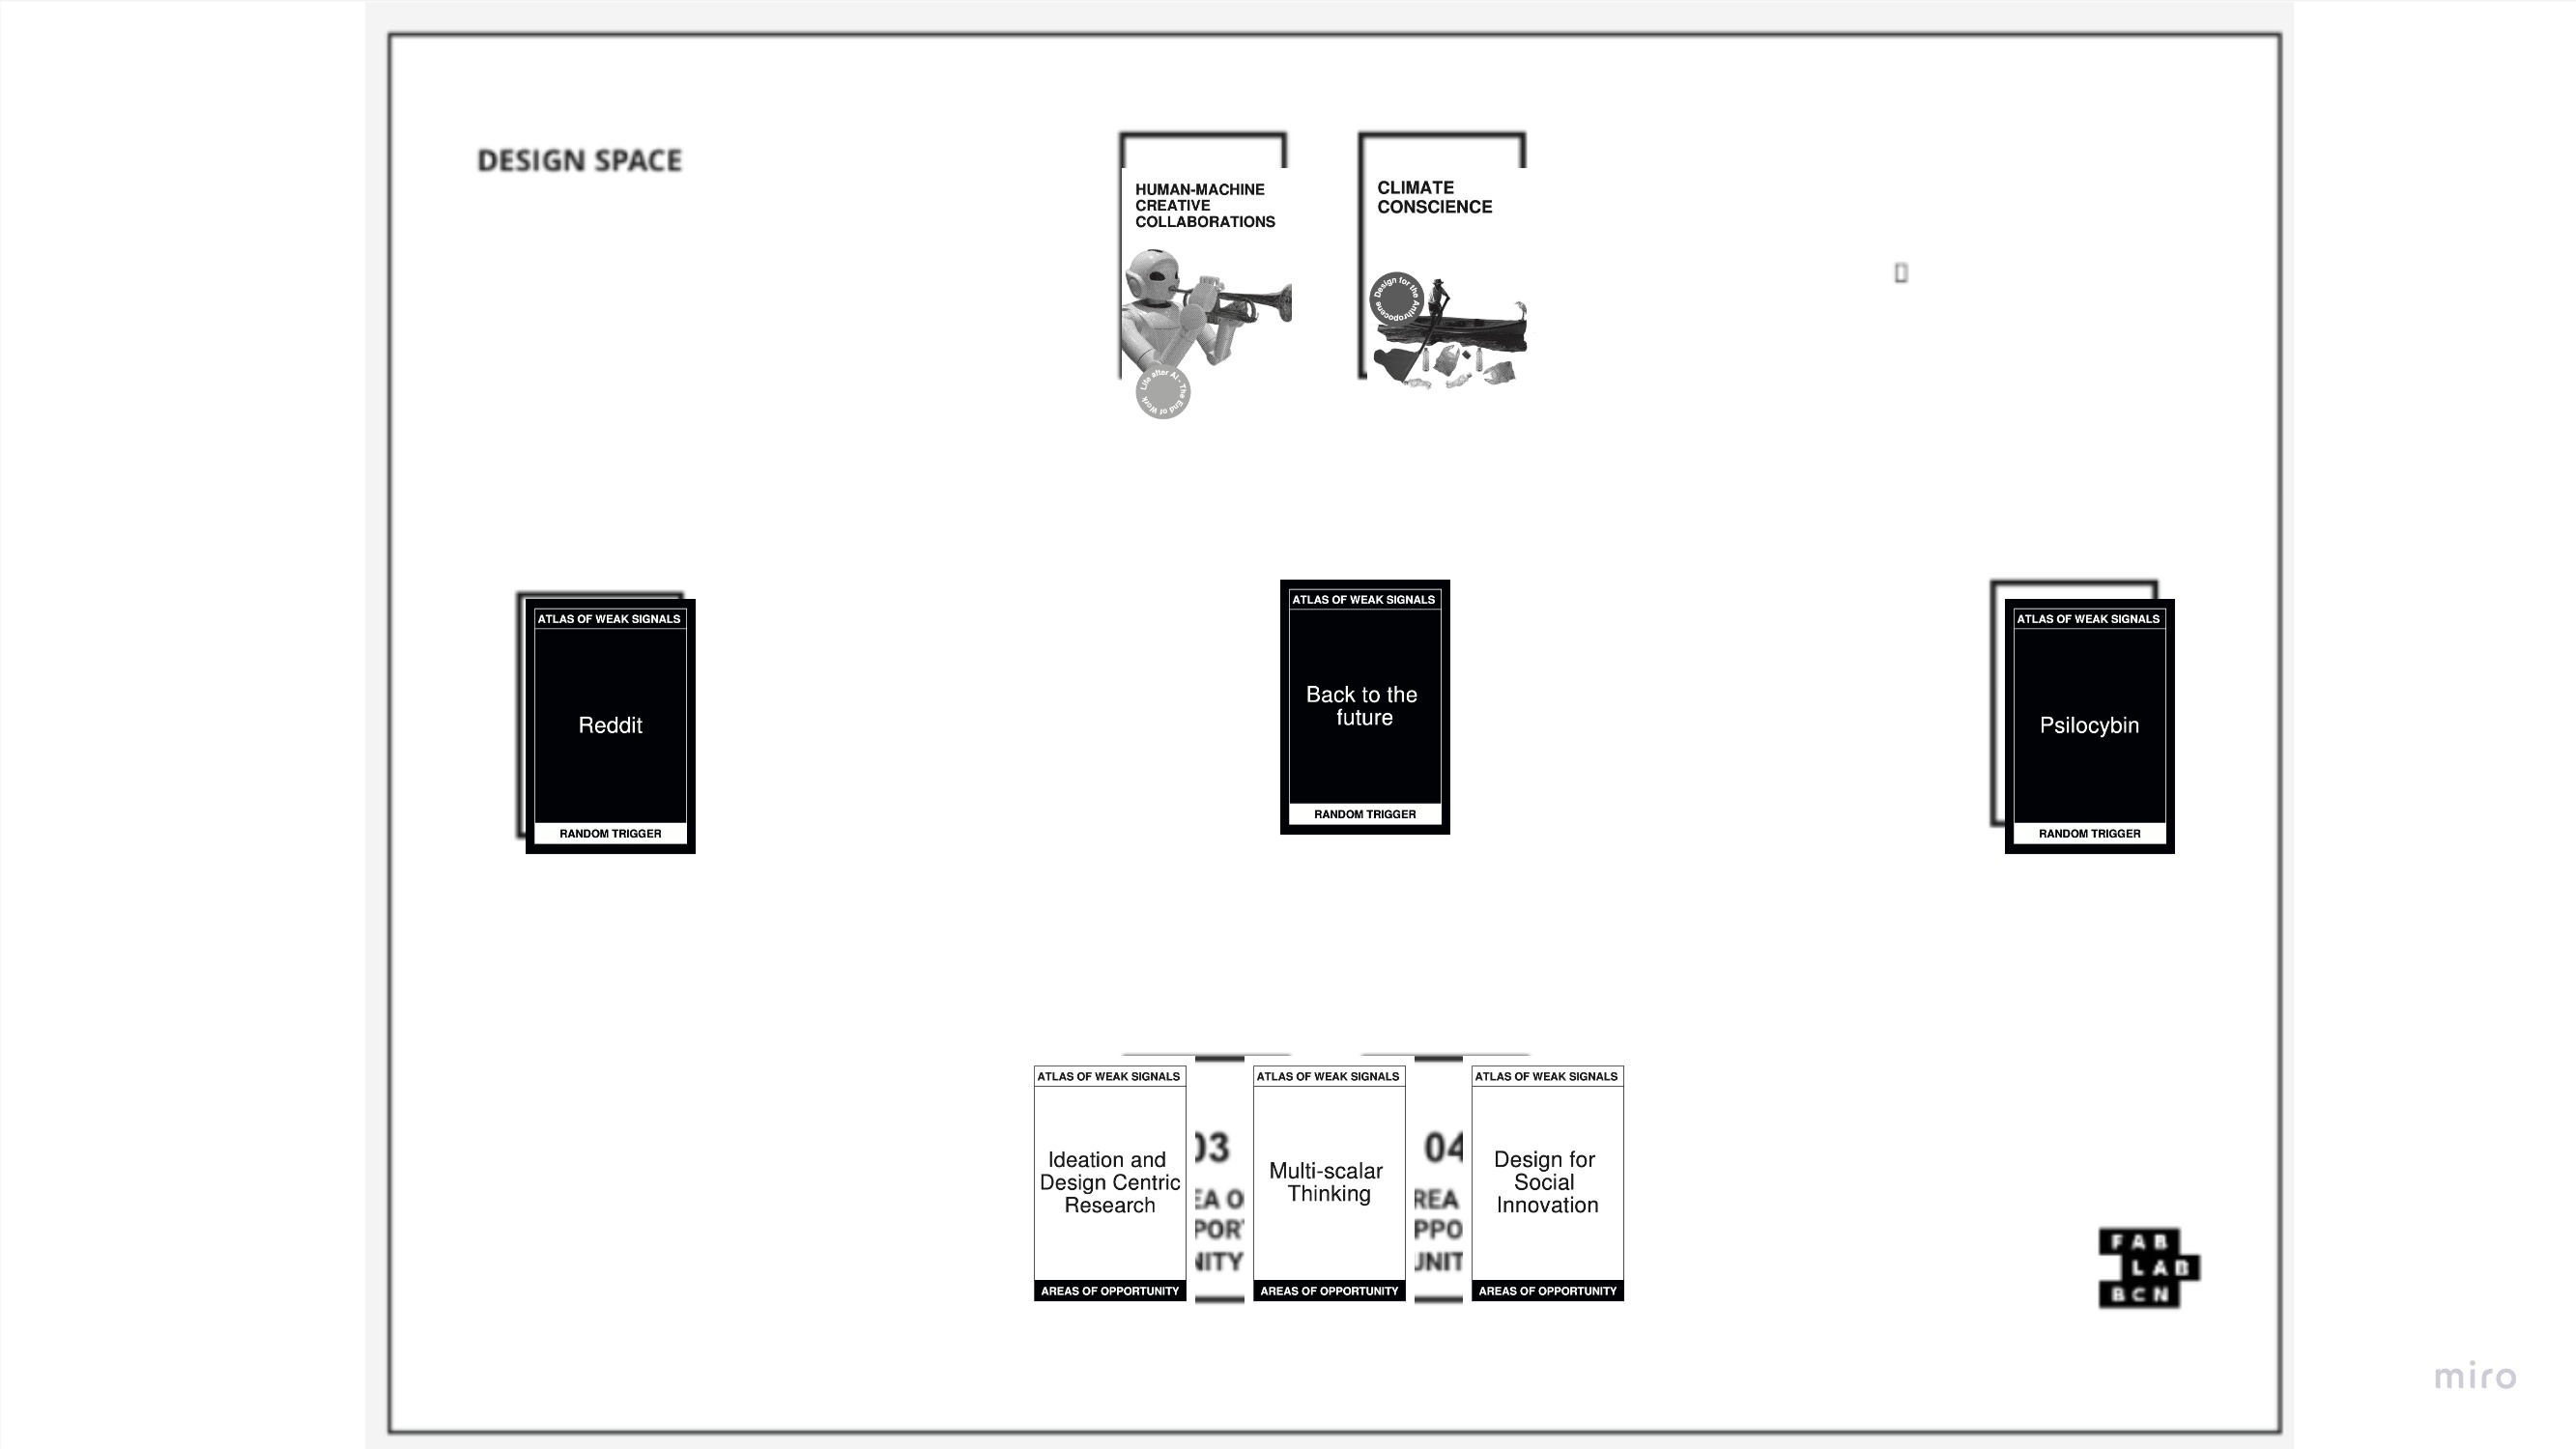 DESIGN SPACE
HUMAN-MACHINE
CREATIVE
COLLABORATIONS
Life after AI - The End of Work
CLIMATE
CONSCIENCE
Design for the Anthropocene
ATLAS OF WEAK SIGNALS
Reddit
RANDOM TRIGGER
ATLAS OF WEAK SIGNALS
Back to the
future
RANDOM TRIGGER
ATLAS OF WEAK SIGNALS
Psilocybin
RANDOM TRIGGER
ATLAS OF WEAK SIGNALS
Ideation and
Design Centric
Research
AREAS OF OPPORTUNITY
03
EA O
POR
NITY
ATLAS OF WEAK SIGNALS
Multi-scalar
Thinking
AREAS OF OPPORTUNITY
04
REA
PPO
UNIT
ATLAS OF WEAK SIGNALS
Design for
Social
Innovation
AREAS OF OPPORTUNITY
FAB
LAB
BCN
miro